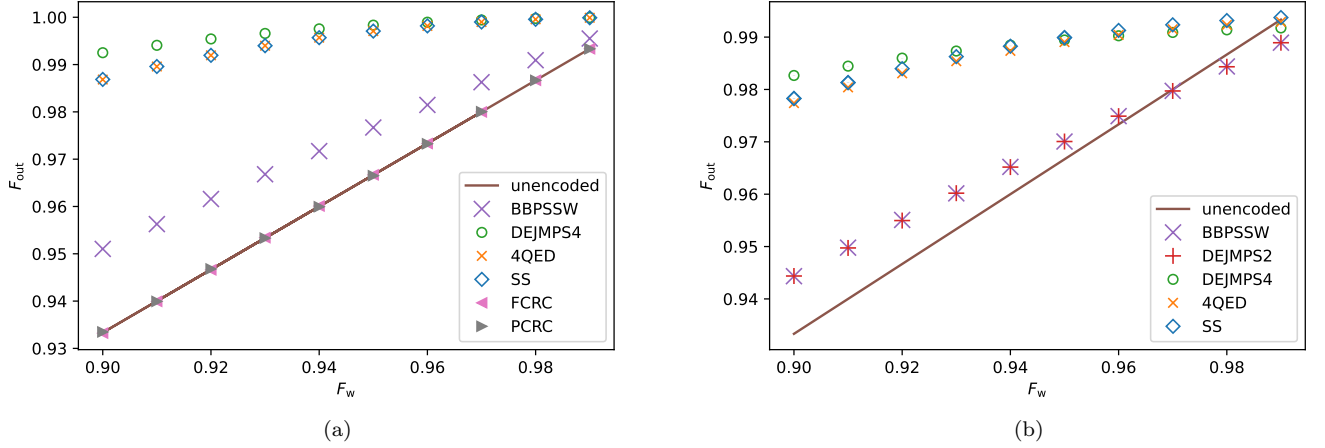 1.00
0.99
0.98
0.97
0.96
0.95
0.94
0.93
F_out
0.90
0.92
0.94
0.96
0.98
F_w
unencoded
BBPSSW
DEJMPS4
4QED
SS
FCRC
PCRC
(a)
0.99
0.98
0.97
0.96
0.95
0.94
F_out
0.90
0.92
0.94
0.96
0.98
F_w
unencoded
BBPSSW
DEJMPS2
DEJMPS4
4QED
SS
(b)